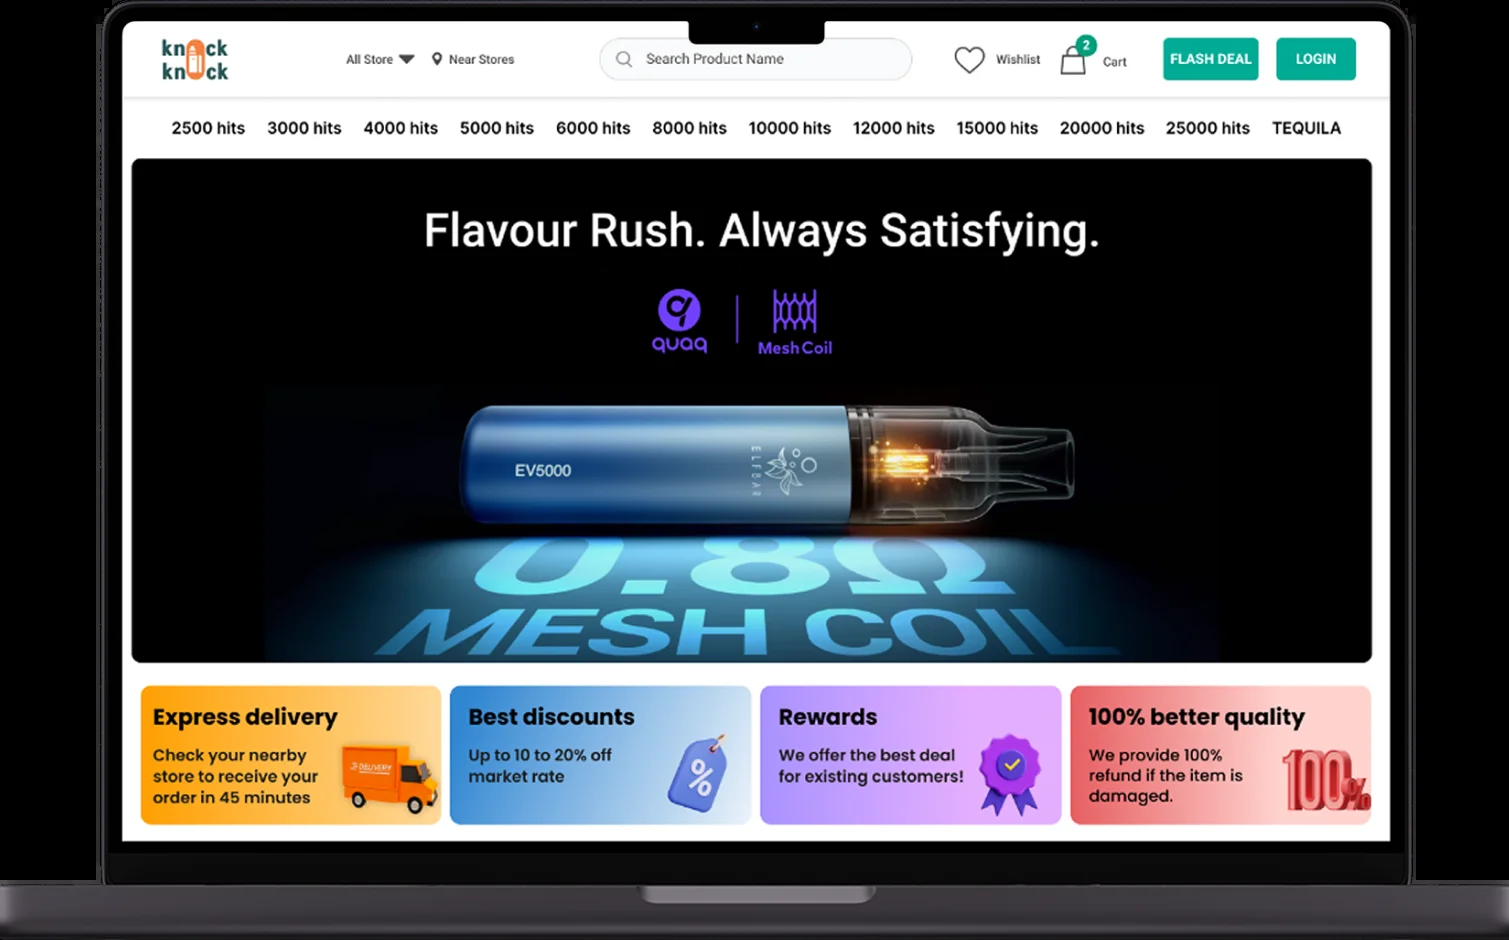 knock
knock
All Store
Near Stores
Search Product Name
Wishlist
2
Cart
FLASH DEAL
LOGIN
2500 hits
3000 hits
4000 hits
5000 hits
6000 hits
8000 hits
10000 hits
12000 hits
15000 hits
20000 hits
25000 hits
TEQUILA
Flavour Rush. Always Satisfying.
quaq
Mesh Coil
EV5000
ELFBAR
0.8Ω
MESH COIL
Express delivery
Check your nearby
store to receive your
order in 45 minutes
DELIVERY
Best discounts
Up to 10 to 20% off
market rate
%
Rewards
We offer the best deal
for existing customers!
100% better quality
We provide 100%
refund if the item is
damaged.
100%